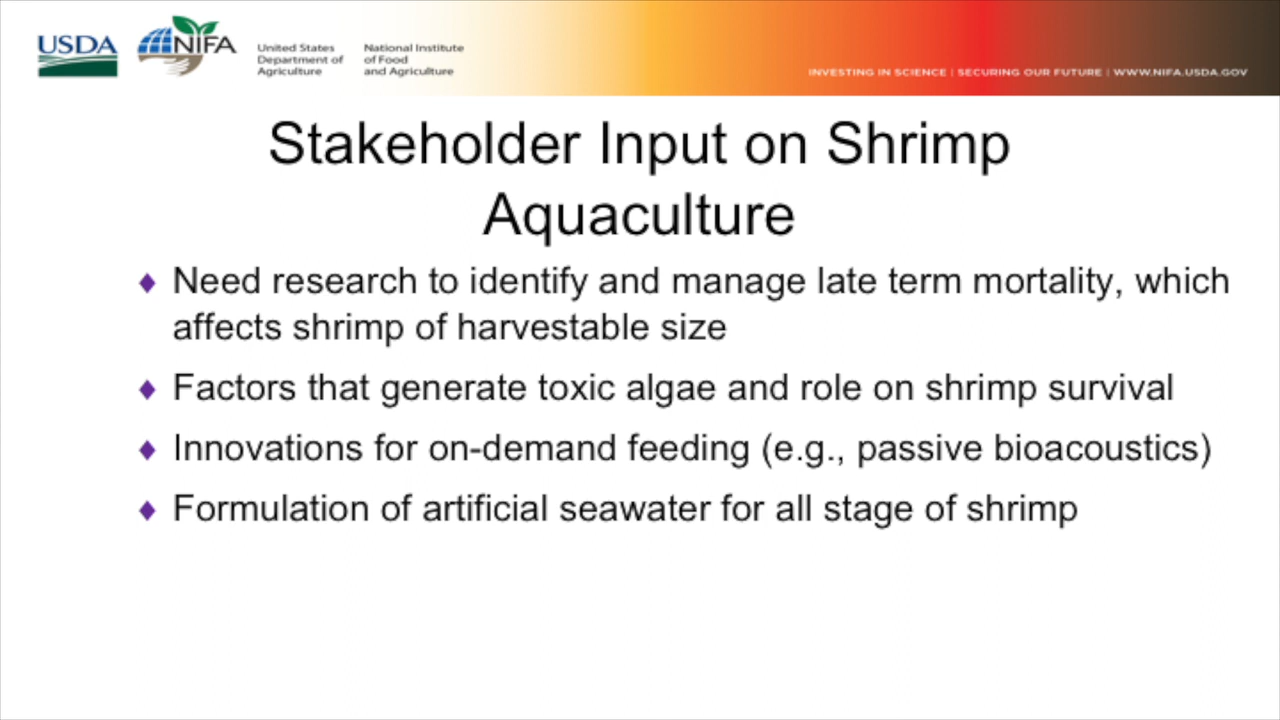 USDA
NIFA
United States
Department of
Agriculture
National Institute
of Food
and Agriculture
INVESTING IN SCIENCE | SECURING OUR FUTURE | WWW.NIFA.USDA.GOV
Stakeholder Input on Shrimp
Aquaculture
♦ Need research to identify and manage late term mortality, which
affects shrimp of harvestable size
♦ Factors that generate toxic algae and role on shrimp survival
♦ Innovations for on-demand feeding (e.g., passive bioacoustics)
♦ Formulation of artificial seawater for all stage of shrimp